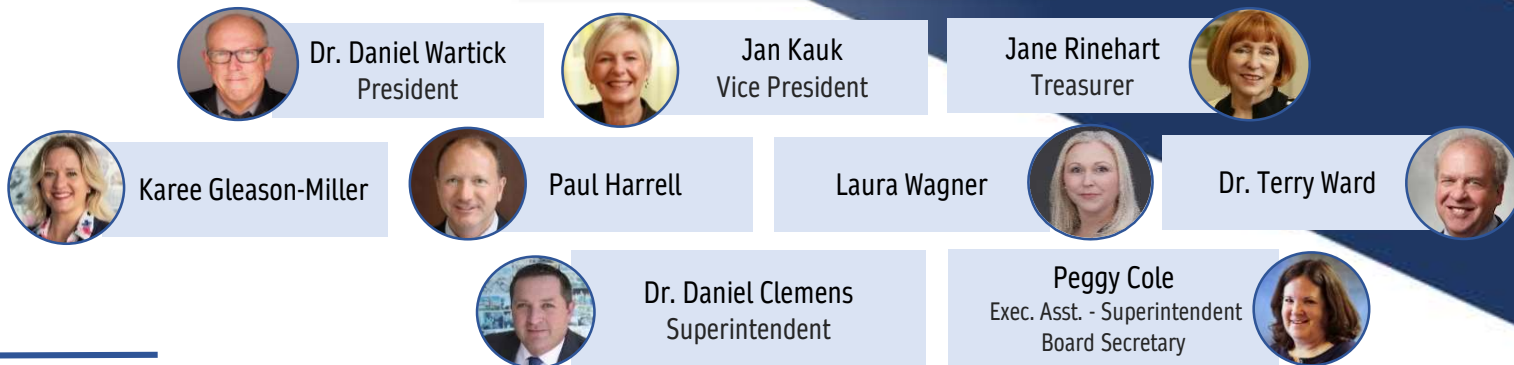 Dr. Daniel Wartick
President
Jan Kauk
Vice President
Jane Rinehart
Treasurer
Karee Gleason-Miller
Paul Harrell
Laura Wagner
Dr. Terry Ward
Dr. Daniel Clemens
Superintendent
Peggy Cole
Exec. Asst. - Superintendent
Board Secretary